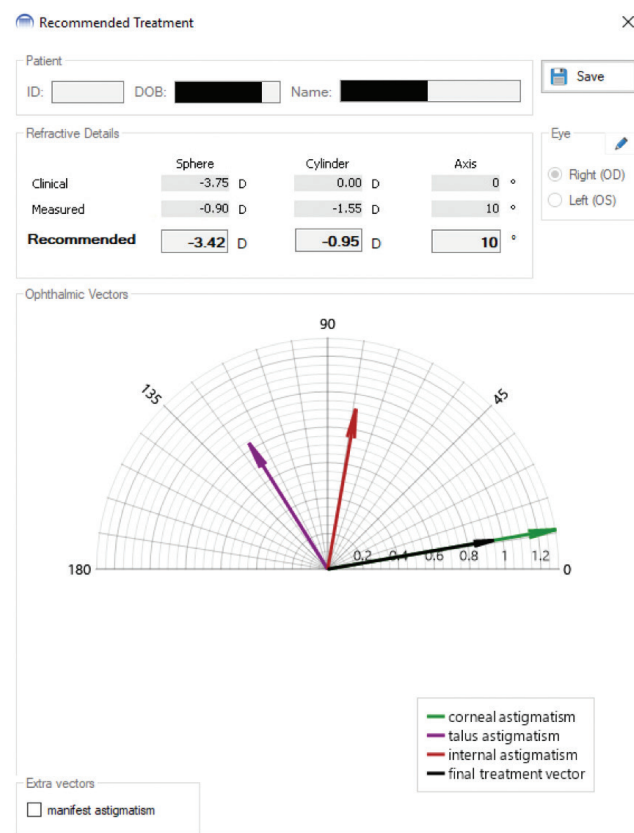 Recommended Treatment
Patient
ID: DOB: Name:
Save
Refractive Details
Eye
Sphere Cylinder Axis
Clinical -3.75 D 0.00 D 0 °
Measured -0.90 D -1.55 D 10 °
Recommended -3.42 D -0.95 D 10 °
Right (OD)
Left (OS)
Ophthalmic Vectors
90
135
45
0.2 0.4 0.6 0.8 1 1.2
180
0
corneal astigmatism
talus astigmatism
internal astigmatism
final treatment vector
Extra vectors
manifest astigmatism